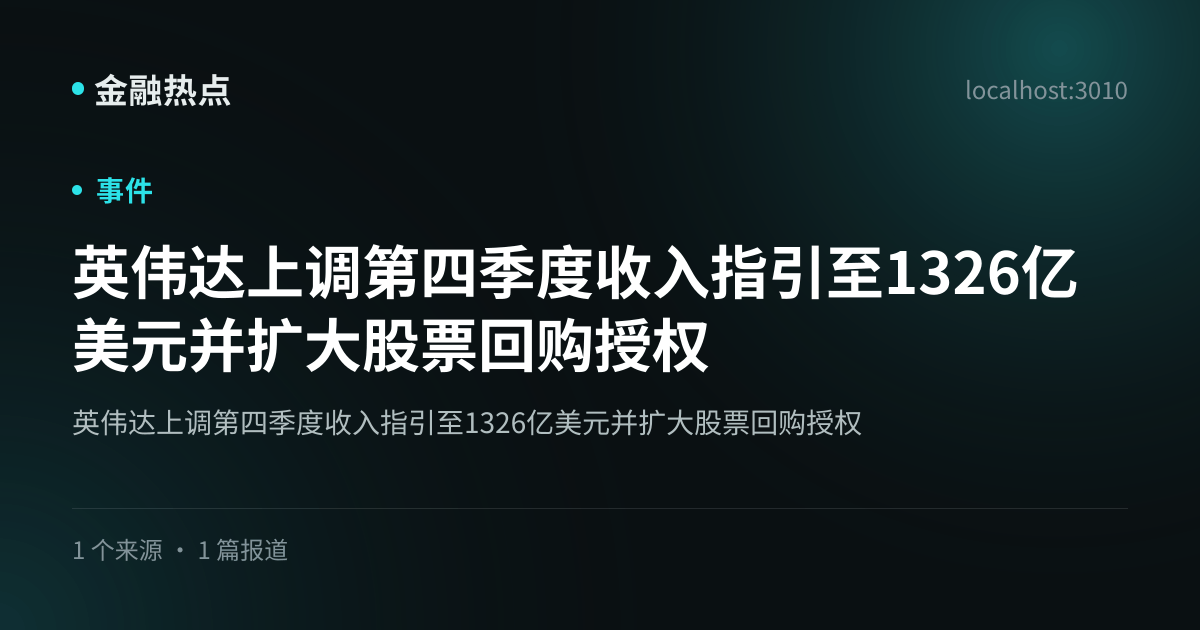 金融热点
localhost:3010
事件
英伟达上调第四季度收入指引至1326亿
美元并扩大股票回购授权
英伟达上调第四季度收入指引至1326亿美元并扩大股票回购授权
1 个来源 · 1 篇报道